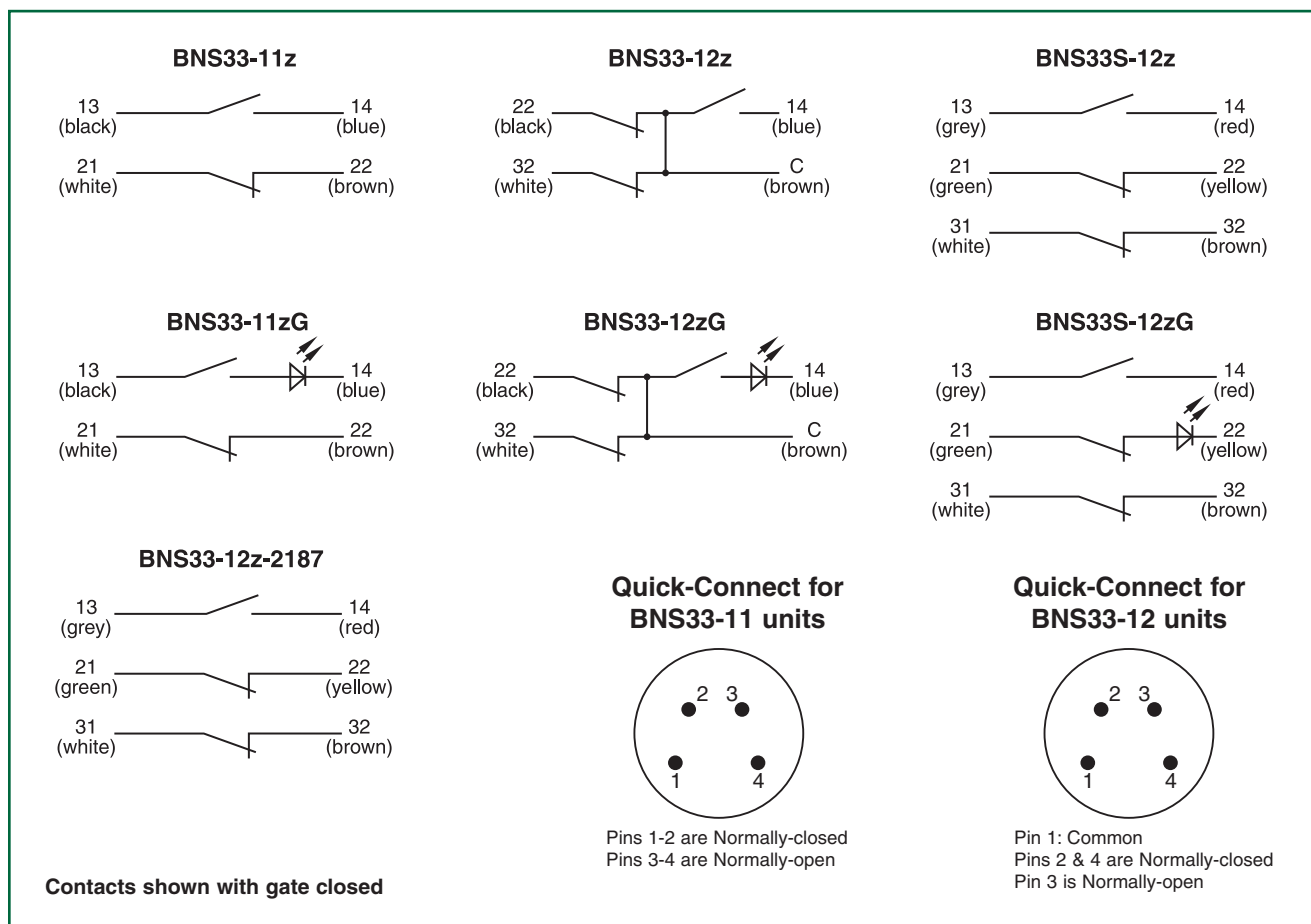 BNS33-11z
13
(black)
14
(blue)
21
(white)
22
(brown)
BNS33-12z
22
(black)
14
(blue)
32
(white)
C
(brown)
BNS33S-12z
13
(grey)
14
(red)
21
(green)
22
(yellow)
31
(white)
32
(brown)
BNS33-11zG
13
(black)
14
(blue)
21
(white)
22
(brown)
BNS33-12zG
22
(black)
14
(blue)
32
(white)
C
(brown)
BNS33S-12zG
13
(grey)
14
(red)
21
(green)
22
(yellow)
31
(white)
32
(brown)
BNS33-12z-2187
13
(grey)
14
(red)
21
(green)
22
(yellow)
31
(white)
32
(brown)
Quick-Connect for
BNS33-11 units
2 3
1 4
Pins 1-2 are Normally-closed
Pins 3-4 are Normally-open
Quick-Connect for
BNS33-12 units
2 3
1 4
Pin 1: Common
Pins 2 & 4 are Normally-closed
Pin 3 is Normally-open
Contacts shown with gate closed